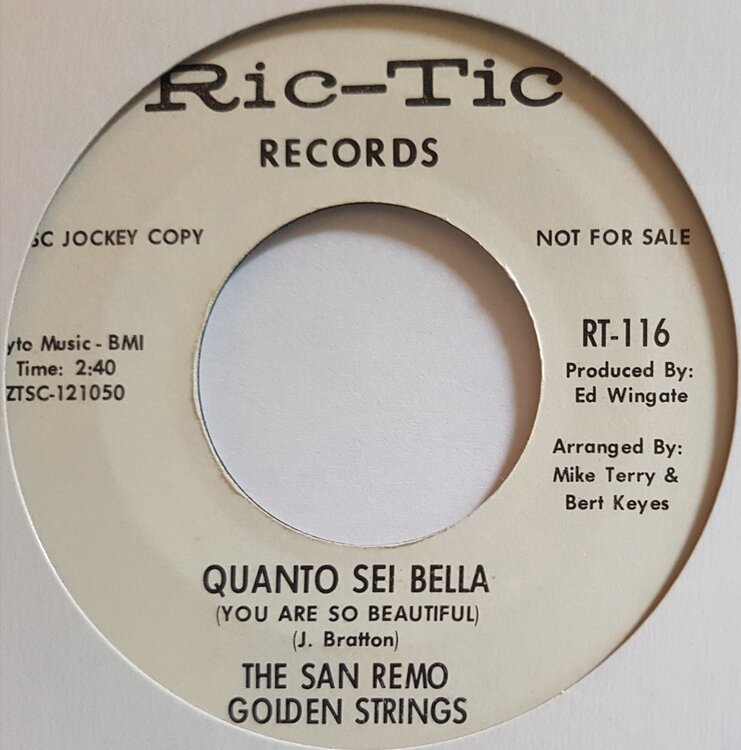 Ric-Tic
RECORDS
JOCKEY COPY
NOT FOR SALE
Music - BMI
Time: 2:40
ZTSC-121050
RT-116
Produced By:
Ed Wingate
Arranged By:
Mike Terry &
Bert Keyes
QUANTO SEI BELLA
(YOU ARE SO BEAUTIFUL)
(J. Bratton)
THE SAN REMO
GOLDEN STRINGS